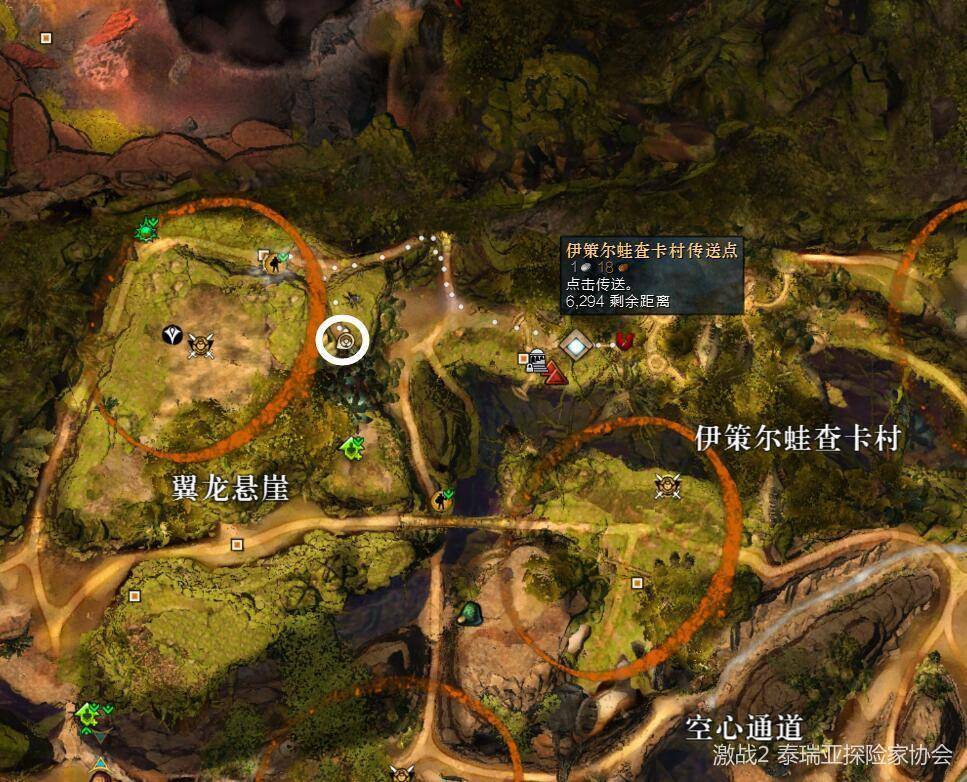 伊策尔蛙查卡村传送点
1 18
点击传送。
6,294 剩余距离
伊策尔蛙查卡村
翼龙悬崖
空心通道
激战2 泰瑞亚探险家协会